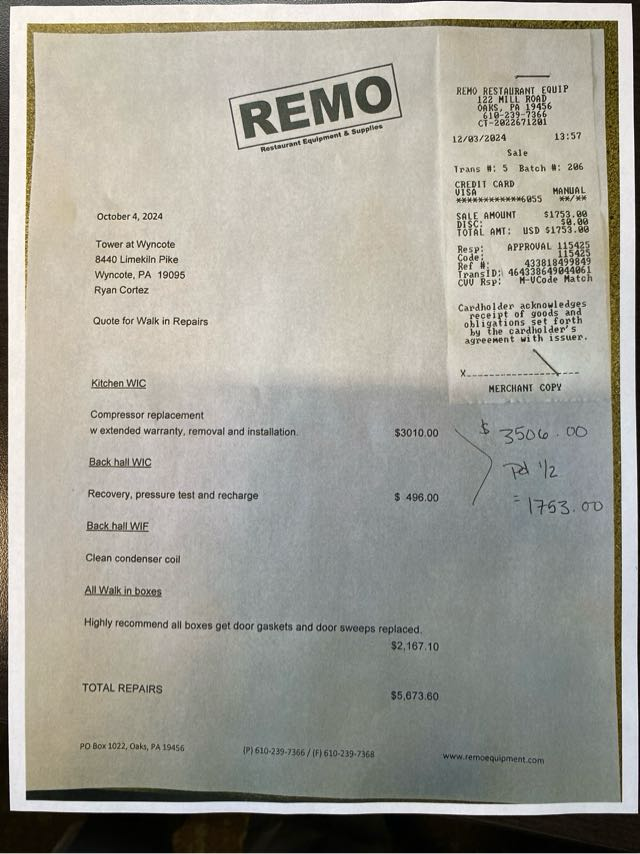 REMO
Restaurant Equipment & Supplies
October 4, 2024
Tower at Wyncote
8440 Limekiln Pike
Wyncote, PA 19095
Ryan Cortez
Quote for Walk in Repairs
Kitchen WIC
Compressor replacement
w extended warranty, removal and installation. $3010.00
Back hall WIC
Recovery, pressure test and recharge $ 496.00
Back hall WIF
Clean condenser coil
All Walk in boxes
Highly recommend all boxes get door gaskets and door sweeps replaced.
$2,167.10
TOTAL REPAIRS $5,673.60
PO Box 1022, Oaks, PA 19456 (P) 610-239-7366 / (F) 610-239-7368 www.remoequipment.com
REMO RESTAURANT EQUIP
122 MILL ROAD
OAKS, PA 19456
610-239-7366
CT-2022671201
12/03/2024 13:57
Sale
Trans #: 5 Batch #: 206
CREDIT CARD
VISA MANUAL
************6055 **/**
SALE AMOUNT $1753.00
DISC: $0.00
TOTAL AMT: USD $1753.00
Resp: APPROVAL 115425
Code: 115425
Ref #: 433818499849
TransID: 464338649044061
CVV Rsp: M-VCode Match
Cardholder acknowledges
receipt of goods and
obligations set forth
by the cardholder's
agreement with issuer.
X
MERCHANT COPY
$ 3506.00
Pd 1/2
= 1753.00